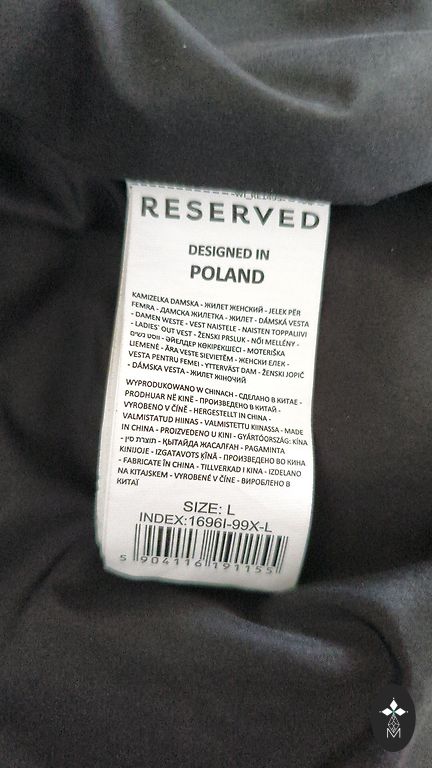 RESERVED
DESIGNED IN
POLAND
KAMIZELKA DAMSKA - ЖИЛЕТ ЖЕНСКИЙ - JELEK PËR
FEMRA - ДАМСКА ЖИЛЕТКА - ЖИЛЕТ - DÁMSKÁ VESTA
- DAMEN WESTE - VEST NAISTELE - NAISTEN TOPPALIIVI
- LADIES' OUT VEST - ŽENSKI PRSLUK - NŐI MELLÉNY
- ווסט נשים - ӘЙЕЛДЕР КӨКІРЕКШЕСІ - MOTERIŠKA
LIEMENĖ - ĀRA VESTE SIEVIETĒM - ЖЕНСКИ ЕЛЕК -
VESTA PENTRU FEMEI - YTTERVÄST DAM - ŽENSKI JOPIČ
- DÁMSKA VESTA - ЖИЛЕТ ЖІНОЧИЙ
WYPRODUKOWANO W CHINACH - СДЕЛАНО В КИТАЕ -
PRODHUAR NË KINË - ПРОИЗВЕДЕНО В КИТАЙ -
VYROBENO V ČÍNĚ - HERGESTELLT IN CHINA -
VALMISTATUD HIINAS - VALMISTETTU KIINASSA - MADE
IN CHINA - PROIZVEDENO U KINI - GYÁRTÓORSZÁG: KÍNA
- תוצרת סין - ҚЫТАЙДА ЖАСАЛҒАН - PAGAMINTA
KINIJOJE - IZGATAVOTS ĶĪNĀ - ПРОИЗВЕДЕНО ВО КИНА
- FABRICATE ÎN CHINA - TILLVERKAD I KINA - IZDELANO
NA KITAJSKEM - VYROBENÉ V ČÍNE - ВИРОБЛЕНО В
КИТАЇ
SIZE: L
INDEX:1696I-99X-L
5 904116 191155